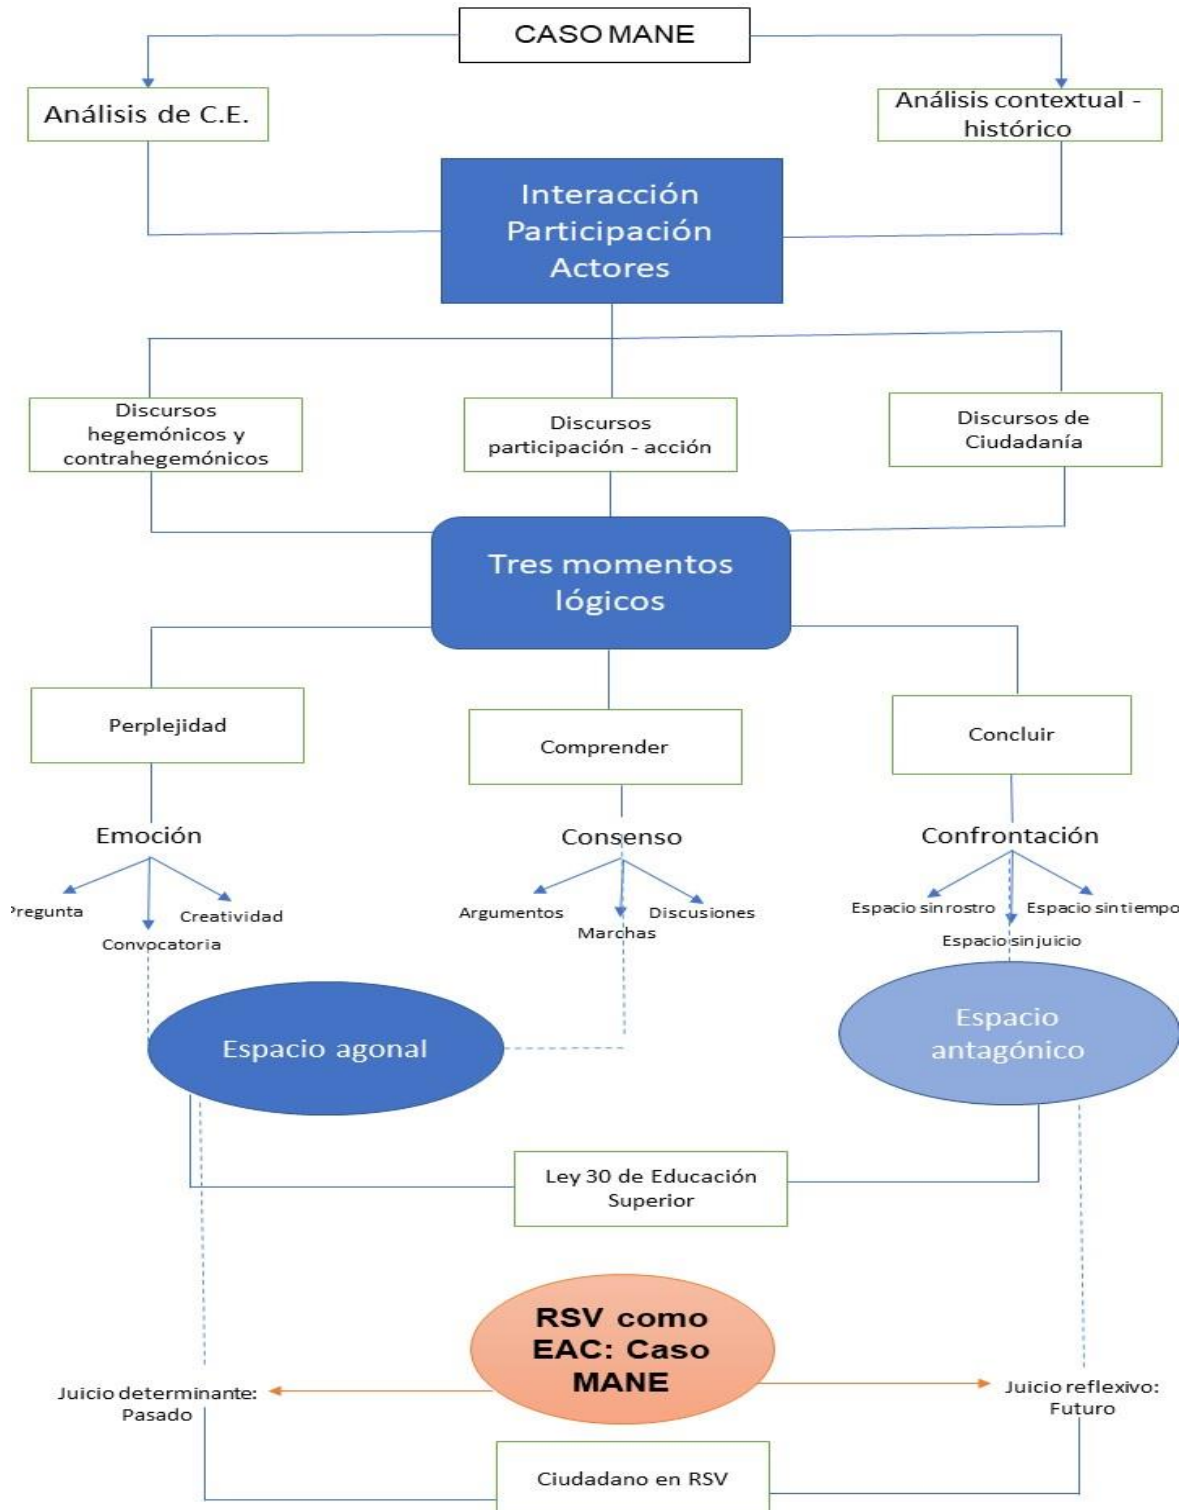 CASO MANE
Análisis de C.E.
Análisis contextual -
histórico
Interacción
Participación
Actores
Discursos
hegemónicos y
contrahegemónicos
Discursos
participación - acción
Discursos de
Ciudadanía
Tres momentos
lógicos
Perplejidad
Comprender
Concluir
Emoción
Consenso
Confrontación
Pregunta
Creatividad
Convocatoria
Argumentos
Discusiones
Marchas
Espacio sin rostro
Espacio sin tiempo
Espacio sin juicio
Espacio agonal
Espacio
antagónico
Ley 30 de Educación
Superior
RSV como
EAC: Caso
MANE
Juicio determinante:
Pasado
Juicio reflexivo:
Futuro
Ciudadano en RSV